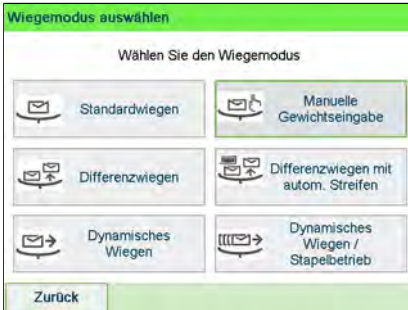 Wiegemodus auswählen
Wählen Sie den Wiegemodus
Standardwiegen
Manuelle
Gewichtseingabe
Differenzwiegen
Differenzwiegen mit
autom. Streifen
Dynamisches
Wiegen
Dynamisches
Wiegen /
Stapelbetrieb
Zurück